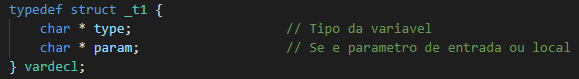 typedef struct _t1 {
    char * type;                    // Tipo da variavel
    char * param;                   // Se e parametro de entrada ou local
} vardecl;